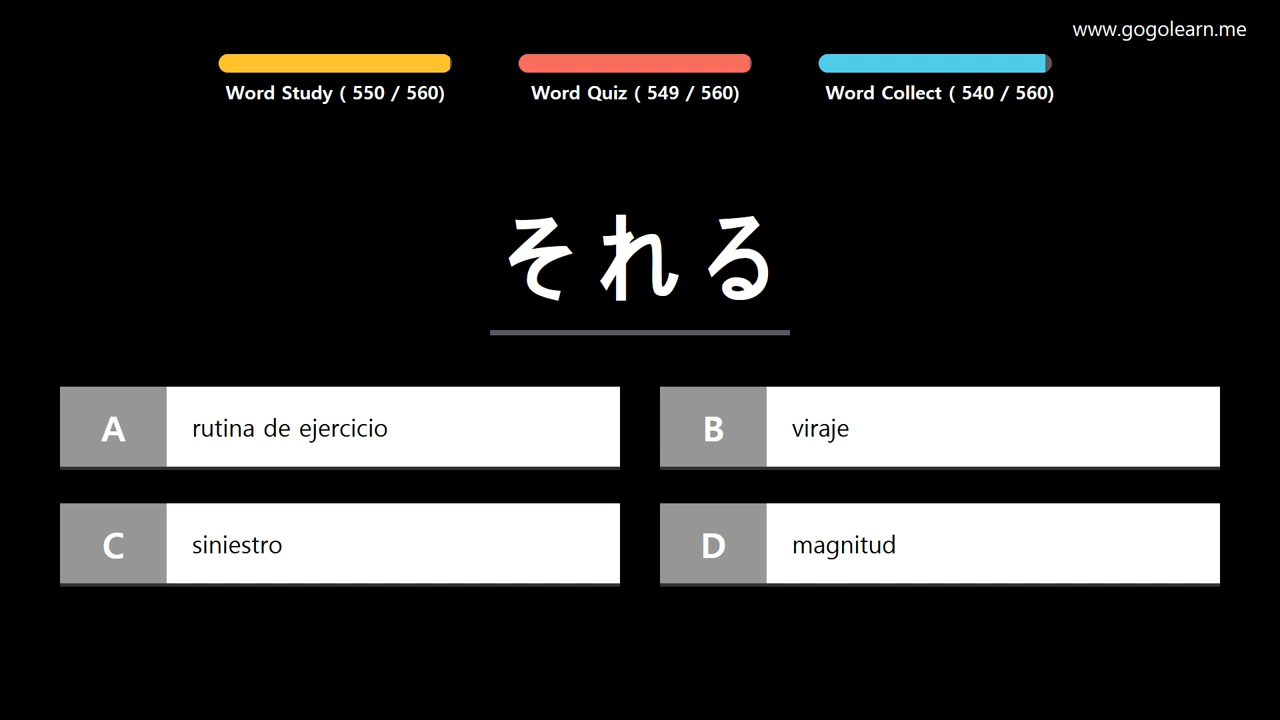 www.gogolearn.me
Word Study ( 550 / 560)
Word Quiz ( 549 / 560)
Word Collect ( 540 / 560)
それる
A rutina de ejercicio
B viraje
C siniestro
D magnitud